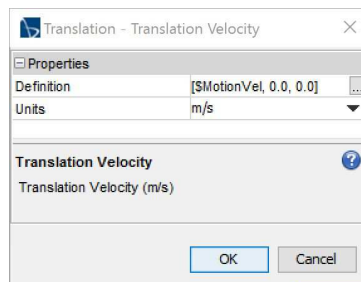 Translation - Translation Velocity
Properties
Definition [$MotionVel, 0.0, 0.0] ...
Units m/s
Translation Velocity
?
Translation Velocity (m/s)
OK Cancel